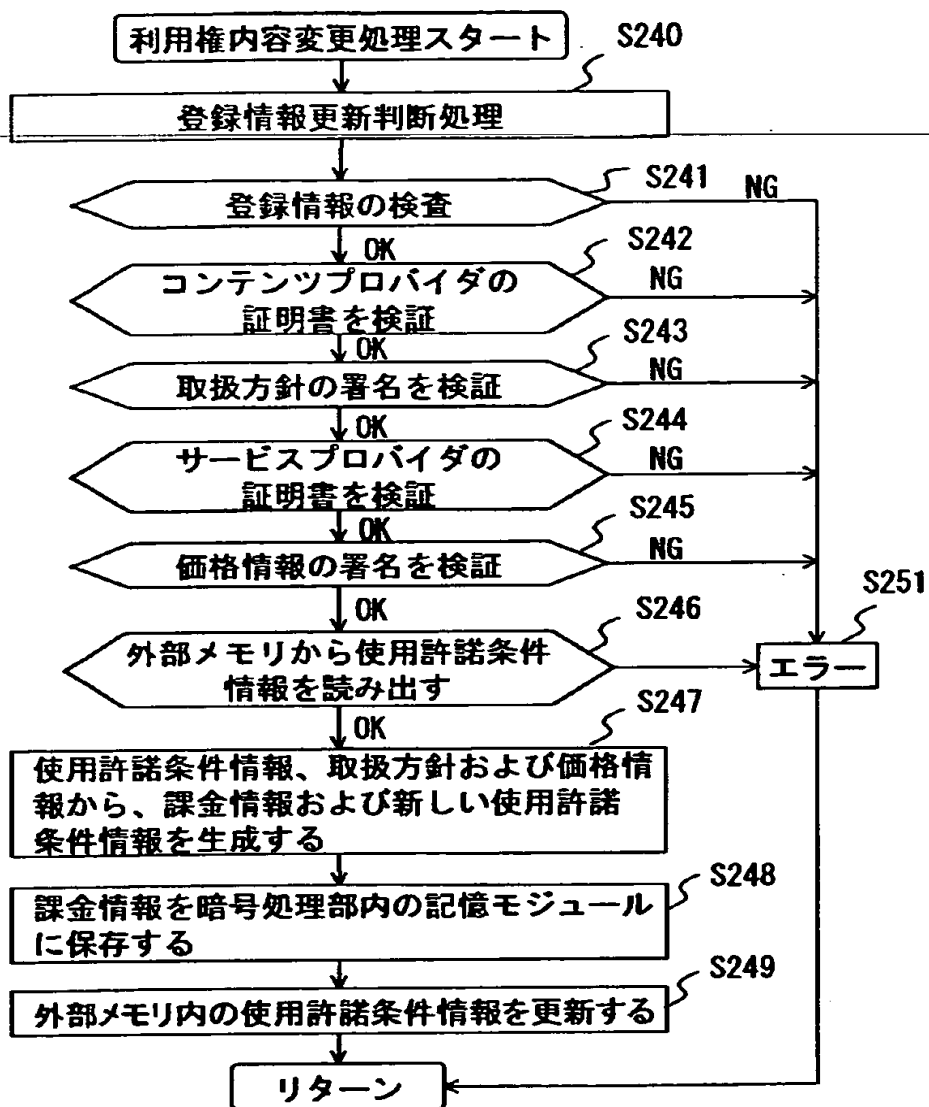 利用権内容変更処理スタート
S240
登録情報更新判断処理
S241
登録情報の検査
NG
OK
S242
コンテンツプロバイダの
証明書を検証
NG
OK
S243
取扱方針の署名を検証
NG
OK
S244
サービスプロバイダの
証明書を検証
NG
OK
S245
価格情報の署名を検証
NG
OK
S246
外部メモリから使用許諾条件
情報を読み出す
S251
エラー
OK
S247
使用許諾条件情報、取扱方針および価格情
報から、課金情報および新しい使用許諾
条件情報を生成する
S248
課金情報を暗号処理部内の記憶モジュール
に保存する
S249
外部メモリ内の使用許諾条件情報を更新する
リターン